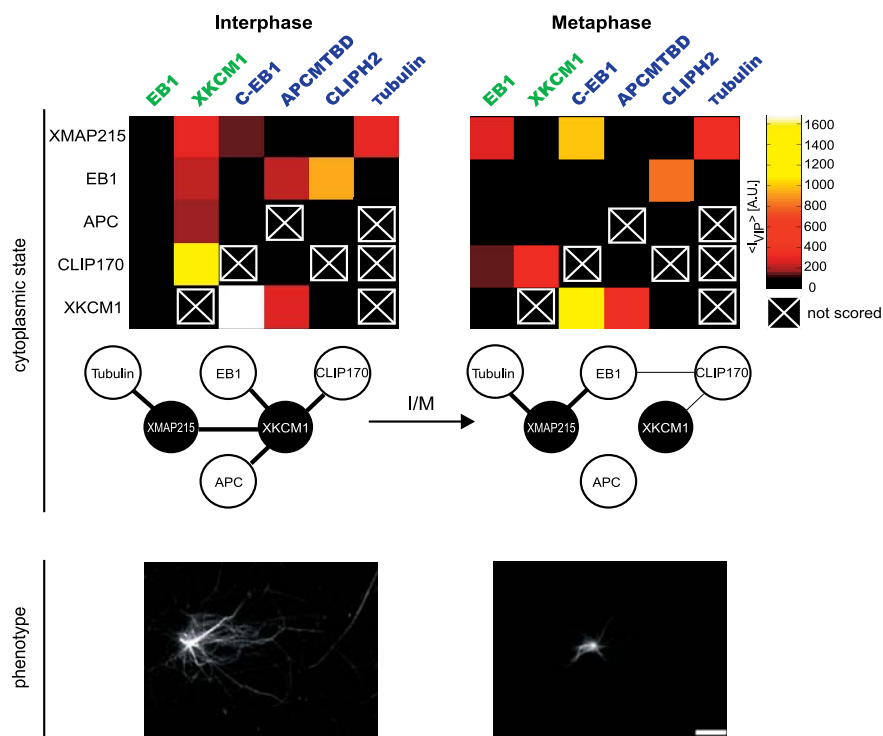 Interphase
Metaphase
EB1
XKCM1
C-EB1
APCMTBD
CLIPH2
Tubulin
EB1
XKCM1
C-EB1
APCMTBD
CLIPH2
Tubulin
cytoplasmic state
XMAP215
EB1
APC
CLIP170
XKCM1
1600
1400
1200
1000
800
600
400
200
0
<I VIP> [A.U.]
not scored
Tubulin
EB1
CLIP170
XMAP215
XKCM1
APC
I/M
Tubulin
EB1
CLIP170
XMAP215
XKCM1
APC
phenotype